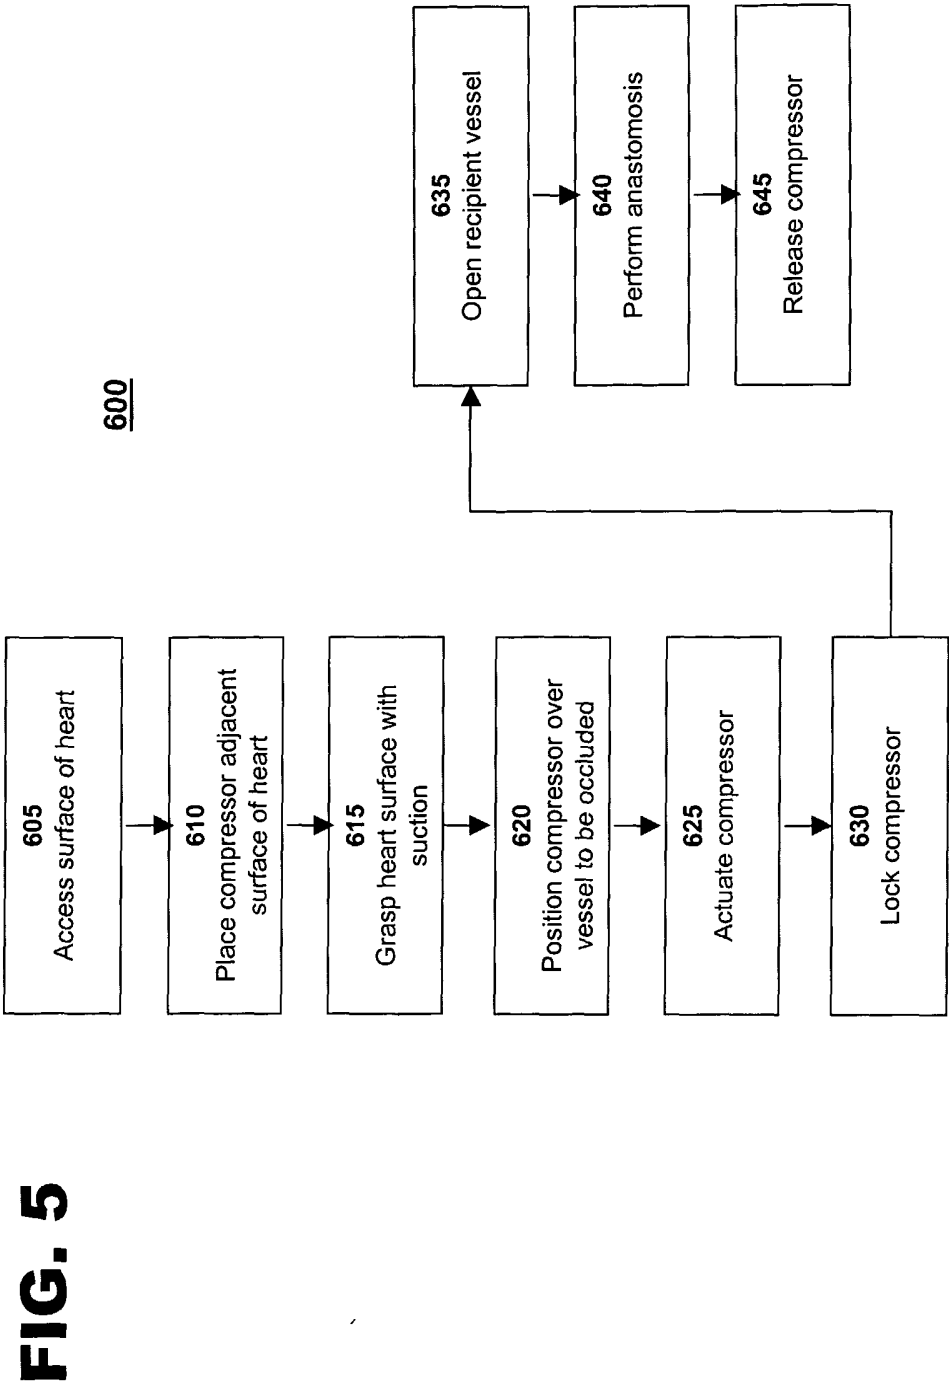 FIG. 5
600
605
Access surface of heart
610
Place compressor adjacent
surface of heart
615
Grasp heart surface with
suction
620
Position compressor over
vessel to be occluded
625
Actuate compressor
630
Lock compressor
635
Open recipient vessel
640
Perform anastomosis
645
Release compressor